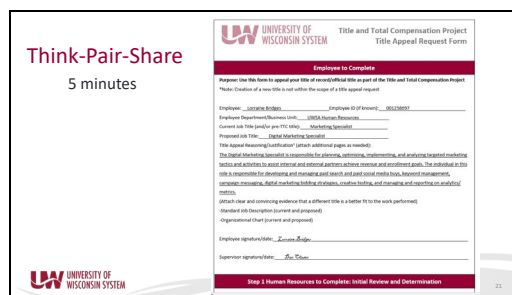 Think-Pair-Share
5 minutes
UNIVERSITY OF
WISCONSIN SYSTEM
Title and Total Compensation Project
Title Appeal Request Form
Employee to Complete
Purpose: Use this form to appeal your title of record/official title as part of the Title and Total Compensation Project
*Note: Creation of a new title is not within the scope of a title appeal request
Employee: Lorraine Bridges Employee ID (if known): 001258697
Employee Department/Business Unit: UWSA Human Resources
Current Job Title (and/or pre-TTC title): Marketing Specialist
Proposed Job Title: Digital Marketing Specialist
Title Appeal Reasoning/Justification¹ (attach additional pages as needed):
The Digital Marketing Specialist is responsible for planning, optimizing, implementing, and analyzing targeted marketing
tactics and activities to assist internal and external partners achieve revenue and enrollment goals. The individual in this
role is responsible for developing and managing paid search and paid social media buys, keyword management,
campaign messaging, digital marketing bidding strategies, creative testing, and managing and reporting on analytics/
metrics.
(Attach clear and convincing evidence that a different title is a better fit to the work performed)
-Standard Job Description (current and proposed)
-Organizational Chart (current and proposed)
Employee signature/date: Lorraine Bridges
Supervisor signature/date:
Step 1 Human Resources to Complete: Initial Review and Determination
UNIVERSITY OF
WISCONSIN SYSTEM
21